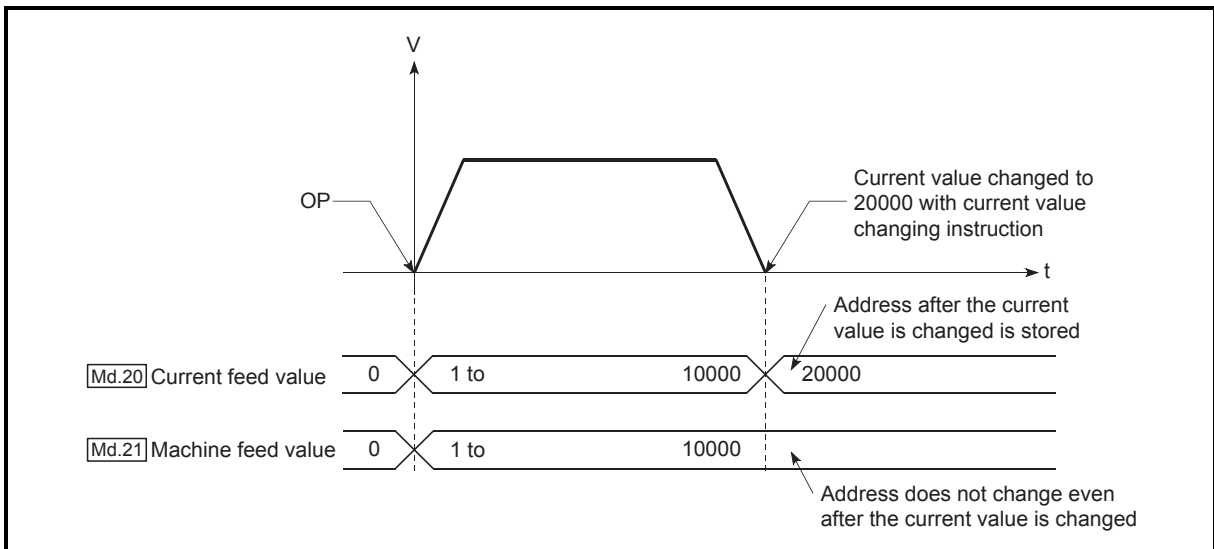 V
OP
Current value changed to
20000 with current value
changing instruction
t
Address after the current
value is changed is stored
Md.20 Current feed value 0 1 to 10000 20000
Md.21 Machine feed value 0 1 to 10000
Address does not change even
after the current value is changed